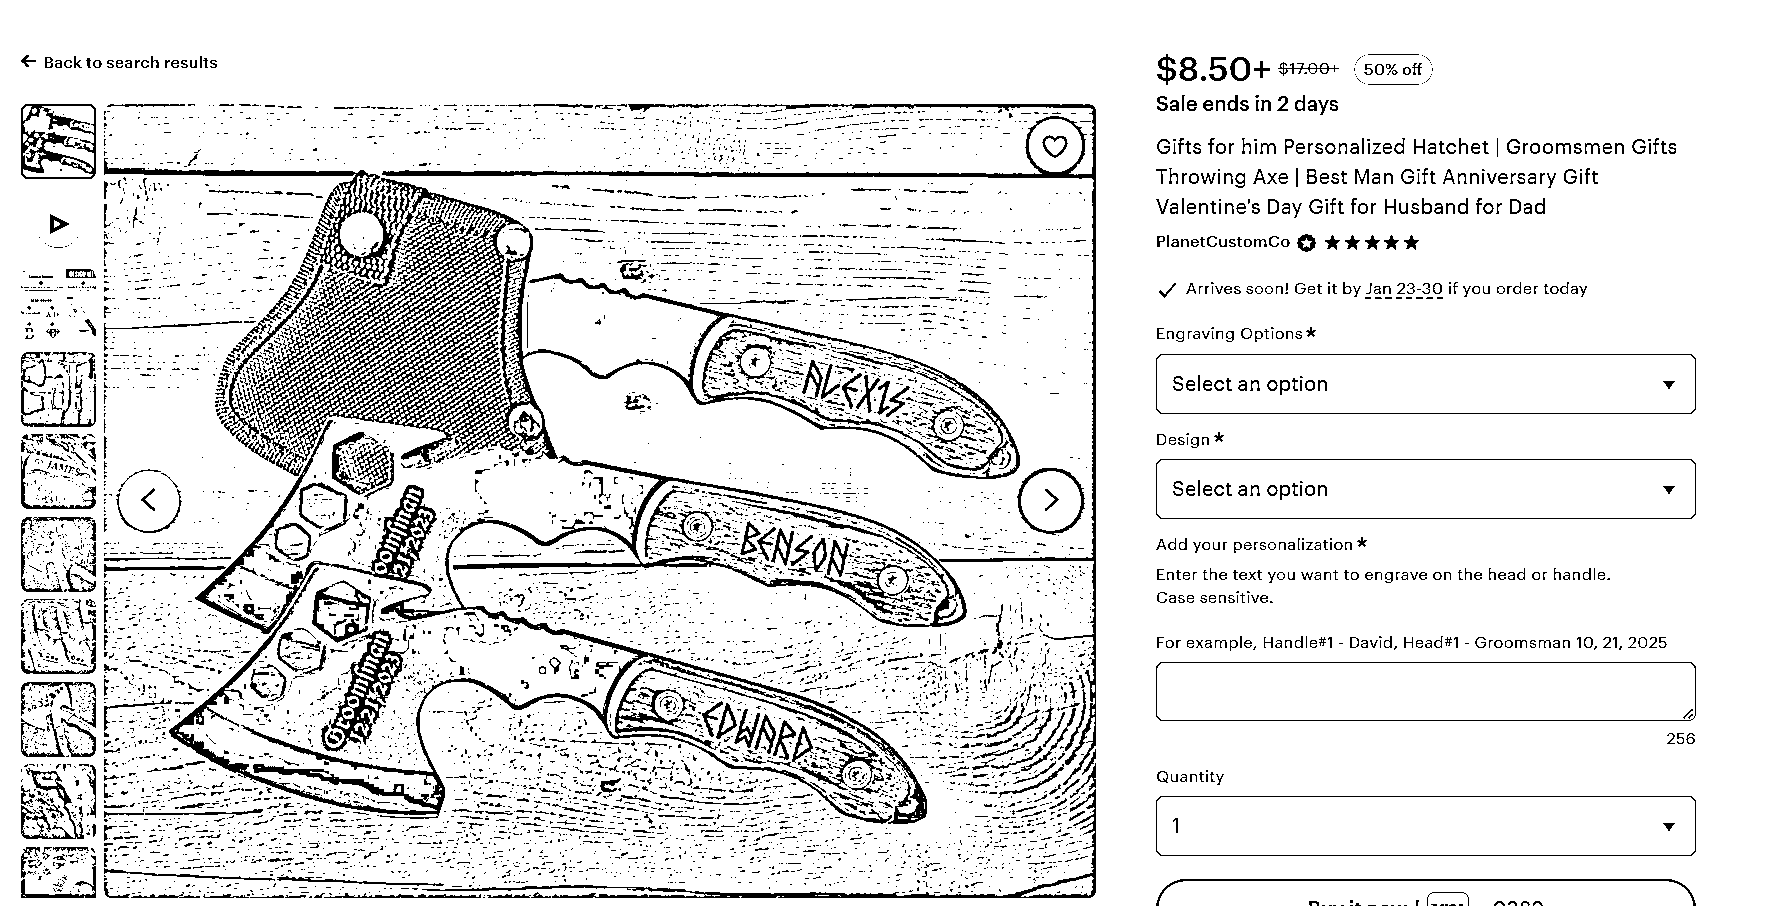 Back to search results
$8.50+ $17.00+ 50% off
Sale ends in 2 days
Gifts for him Personalized Hatchet | Groomsmen Gifts
Throwing Axe | Best Man Gift Anniversary Gift
Valentine's Day Gift for Husband for Dad
PlanetCustomCo
Arrives soon! Get it by Jan 23-30 if you order today
Engraving Options*
Select an option
Design*
Select an option
Add your personalization*
Enter the text you want to engrave on the head or handle.
Case sensitive.
For example, Handle#1 - David, Head#1 - Groomsman 10, 21, 2025
256
Quantity
1
ALEXIS
BENSON
EDWARD
Groomsman
12.21.2023
JAMES